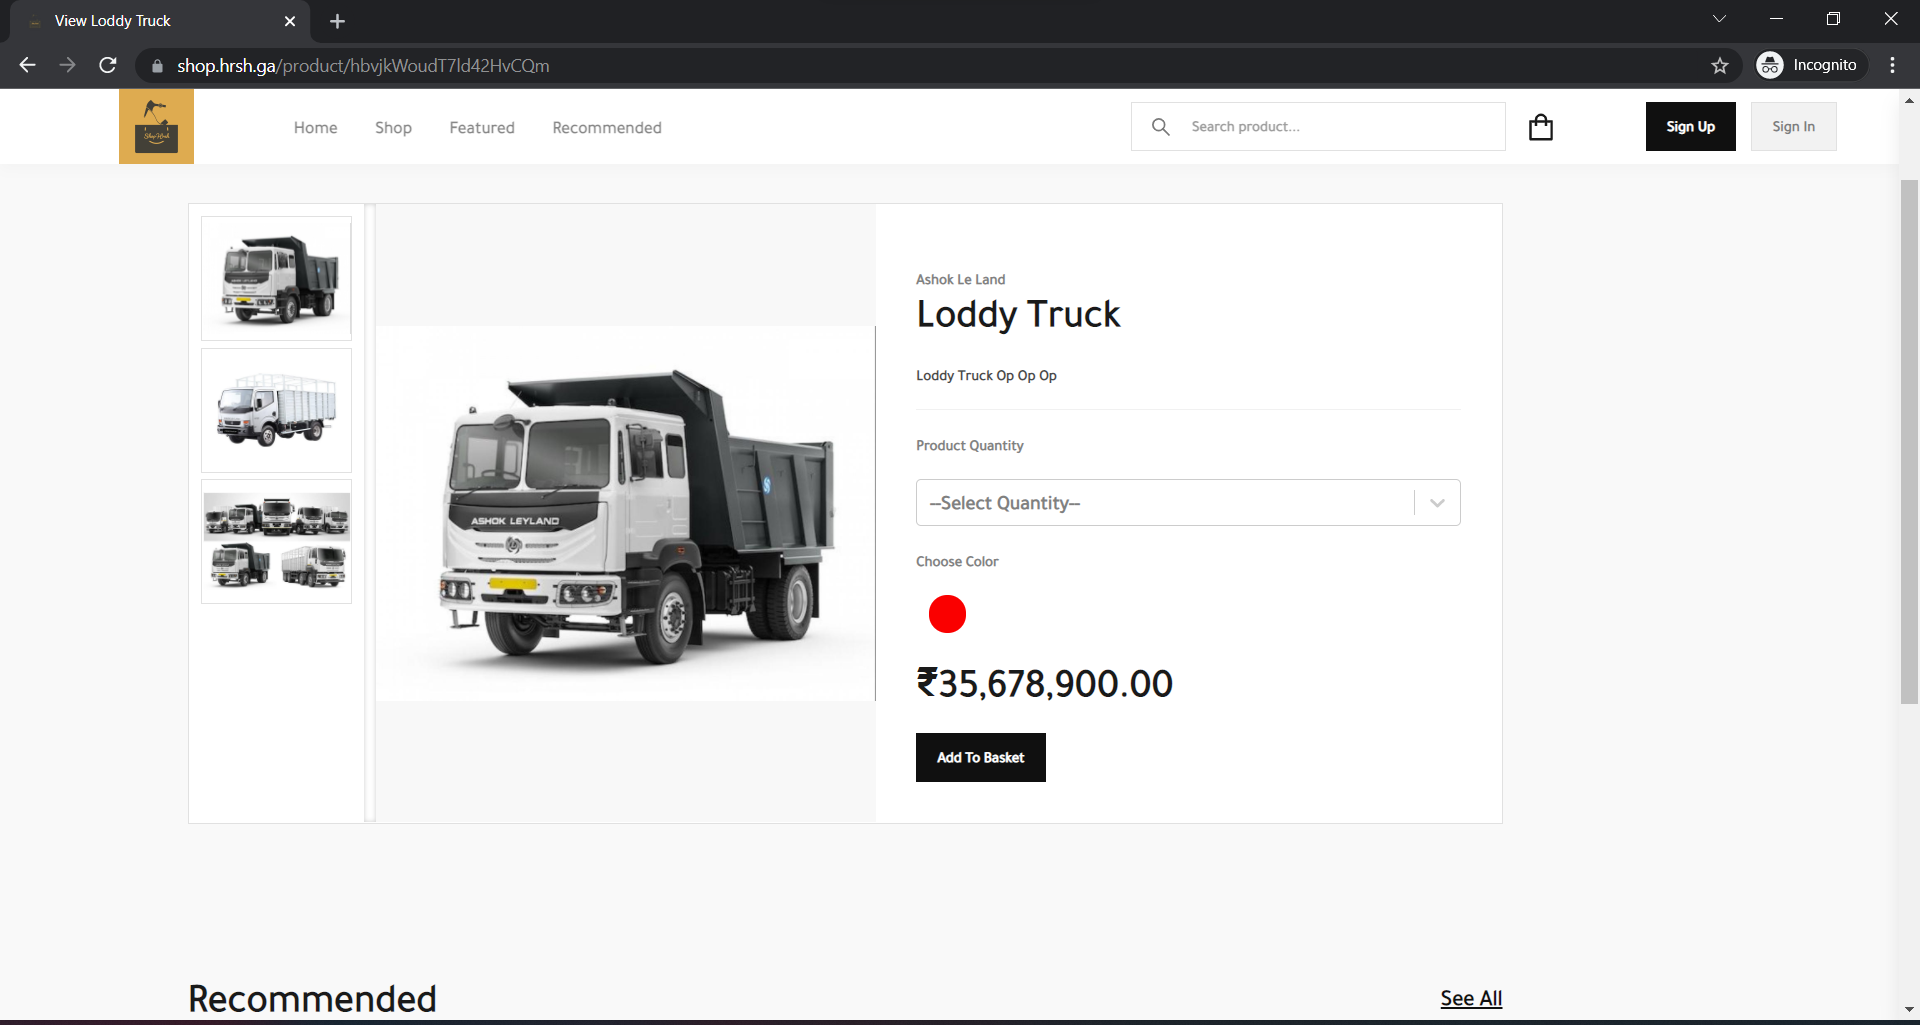 View Loddy Truck
shop.hrsh.ga/product/hbvjkWoudT7ld42HvCQm
Incognito
Home
Shop
Featured
Recommended
Search product...
Sign Up
Sign In
Ashok Le Land
Loddy Truck
Loddy Truck Op Op Op
ASHOK LEYLAND
Product Quantity
--Select Quantity--
Choose Color
₹35,678,900.00
Add To Basket
Recommended
See All